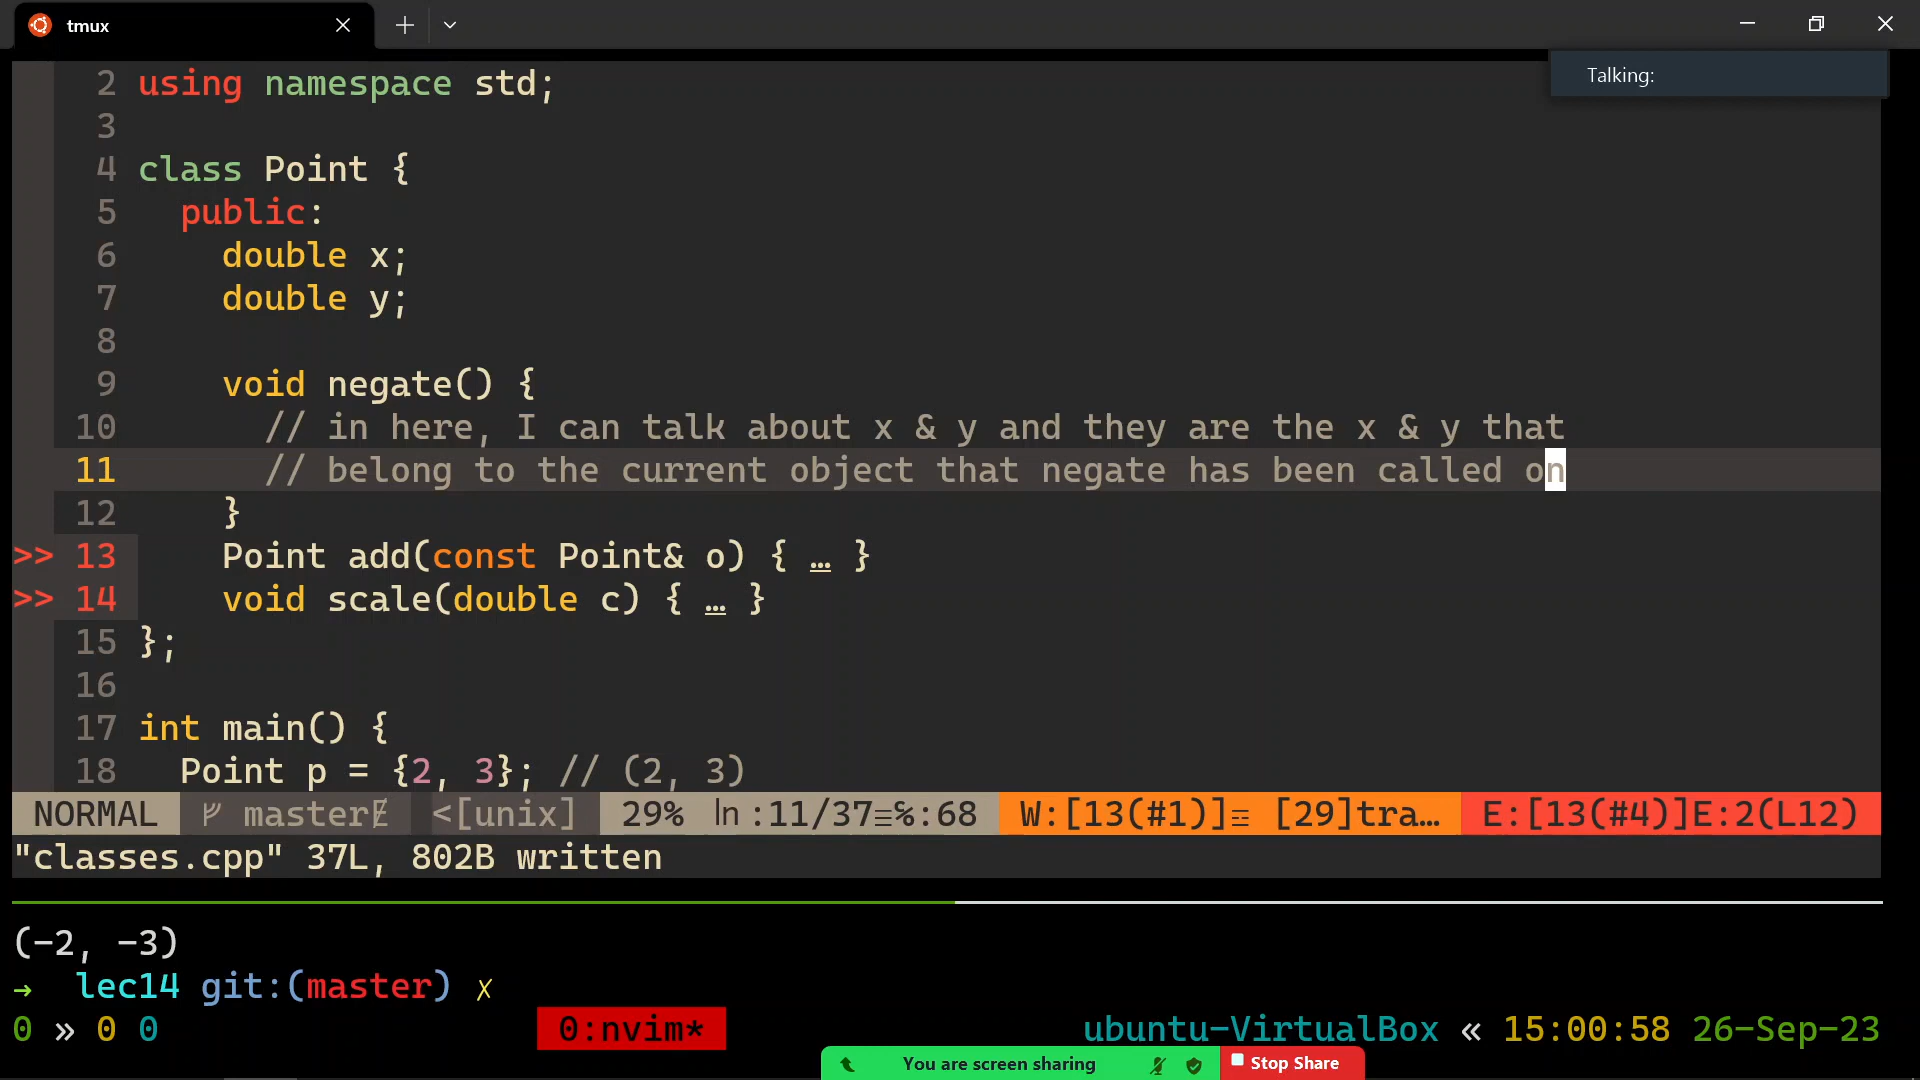 tmux
Talking:
2 using namespace std;
3
4 class Point {
5 public:
6 double x;
7 double y;
8
9 void negate() {
10 // in here, I can talk about x & y and they are the x & y that
11 // belong to the current object that negate has been called on
12 }
>> 13 Point add(const Point& o) { … }
>> 14 void scale(double c) { … }
15 };
16
17 int main() {
18 Point p = {2, 3}; // (2, 3)
NORMAL master <[unix] 29% ln :11/37≡℅:68 W:[13(#1)]☲ [29]tra… E:[13(#4)]E:2(L12)
"classes.cpp" 37L, 802B written
(-2, -3)
→ lec14 git:(master) ✗
0 » 0 0 0:nvim* ubuntu-VirtualBox « 15:00:58 26-Sep-23
You are screen sharing Stop Share